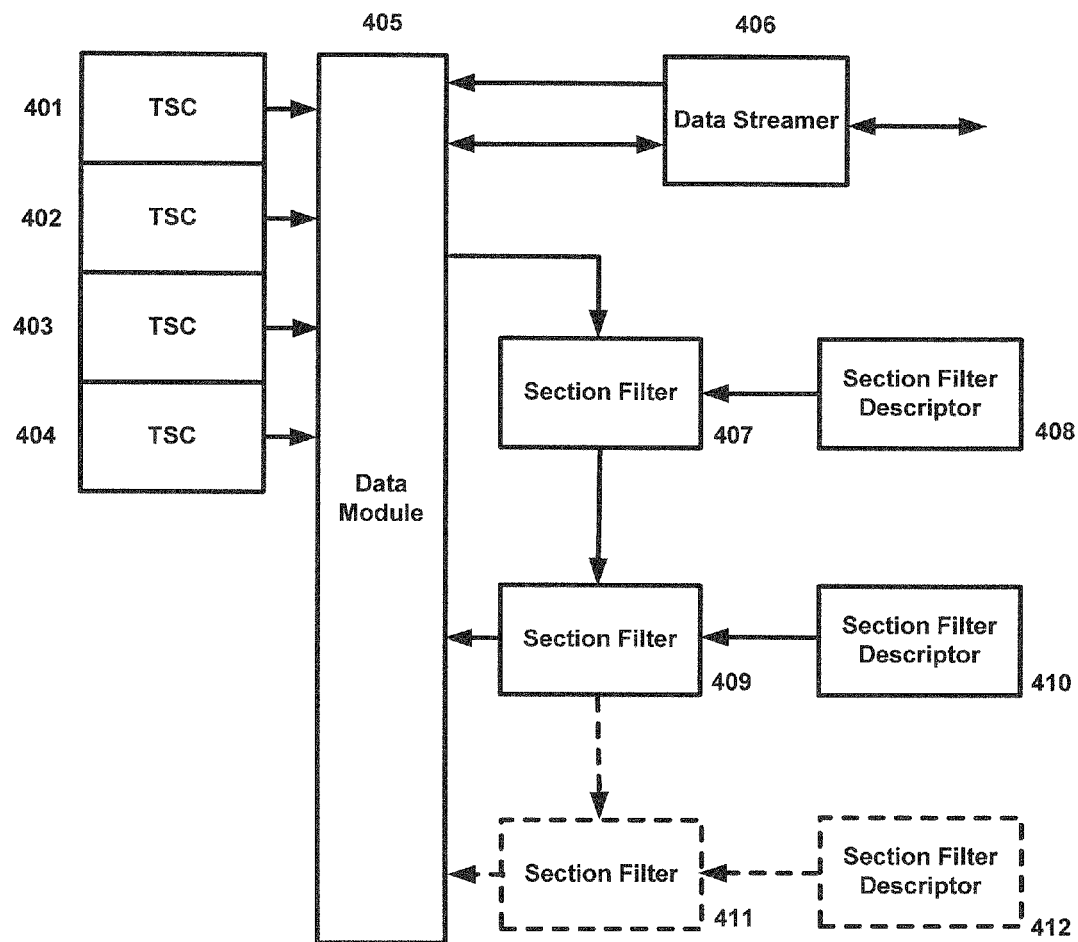 405
406
401
TSC
Data Streamer
402
TSC
403
TSC
Section Filter
407
Section Filter
Descriptor
408
404
TSC
Data
Module
Section Filter
409
Section Filter
Descriptor
410
Section Filter
411
Section Filter
Descriptor
412